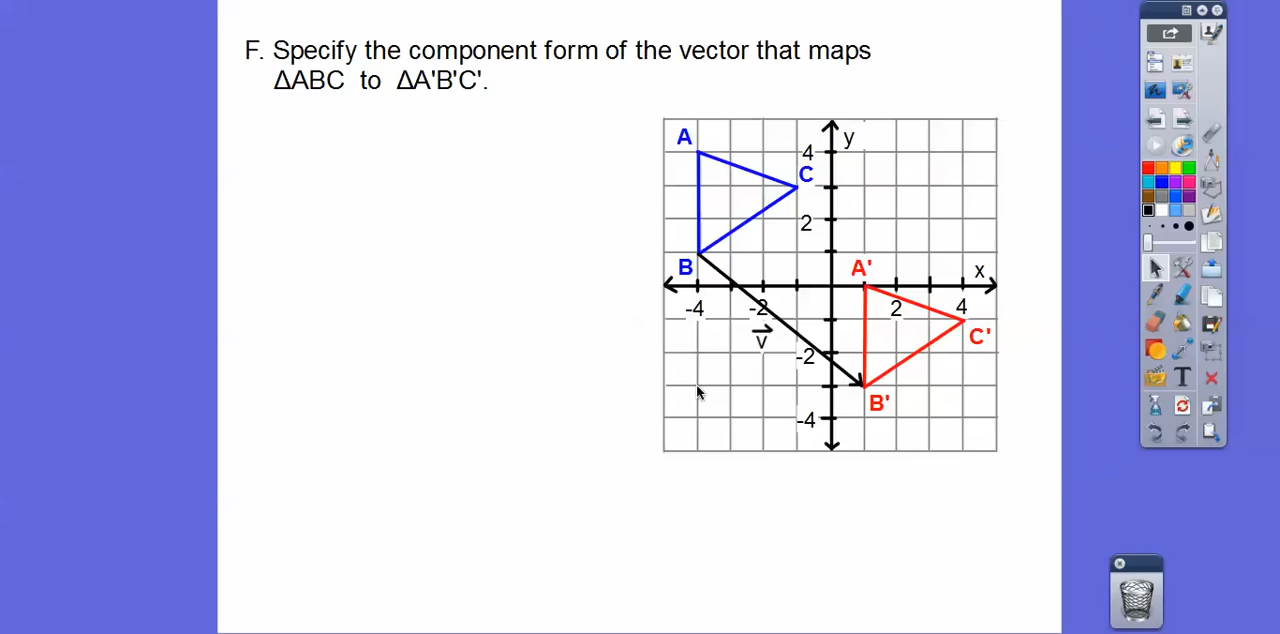 F. Specify the component form of the vector that maps
ΔABC to ΔA'B'C'.
A
4
y
C
2
B
A'
x
-4
-2
2
4
v
C'
-2
B'
-4
T